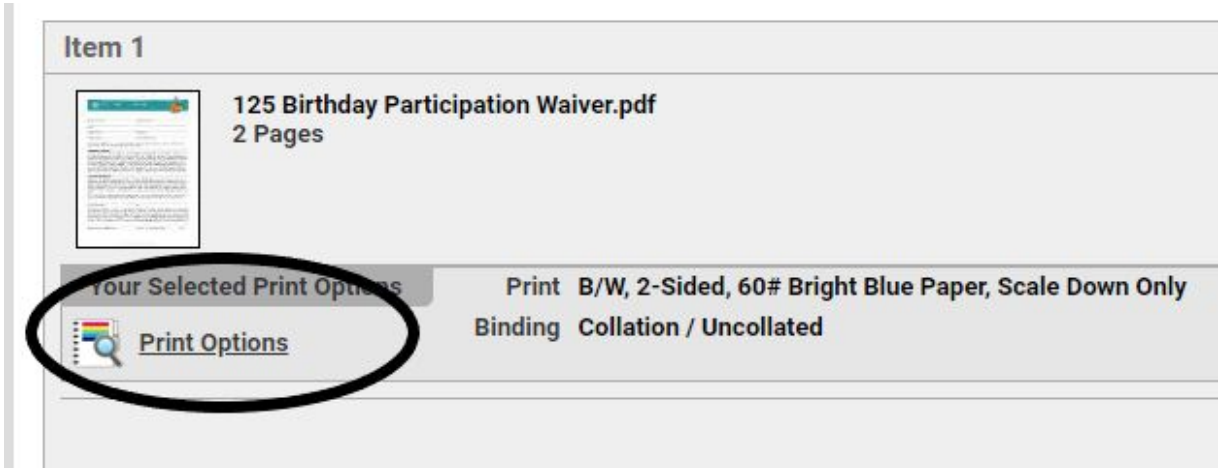 Item 1
125 Birthday Participation Waiver.pdf
2 Pages
Your Selected Print Options
Print B/W, 2-Sided, 60# Bright Blue Paper, Scale Down Only
Print Options
Binding Collation / Uncollated